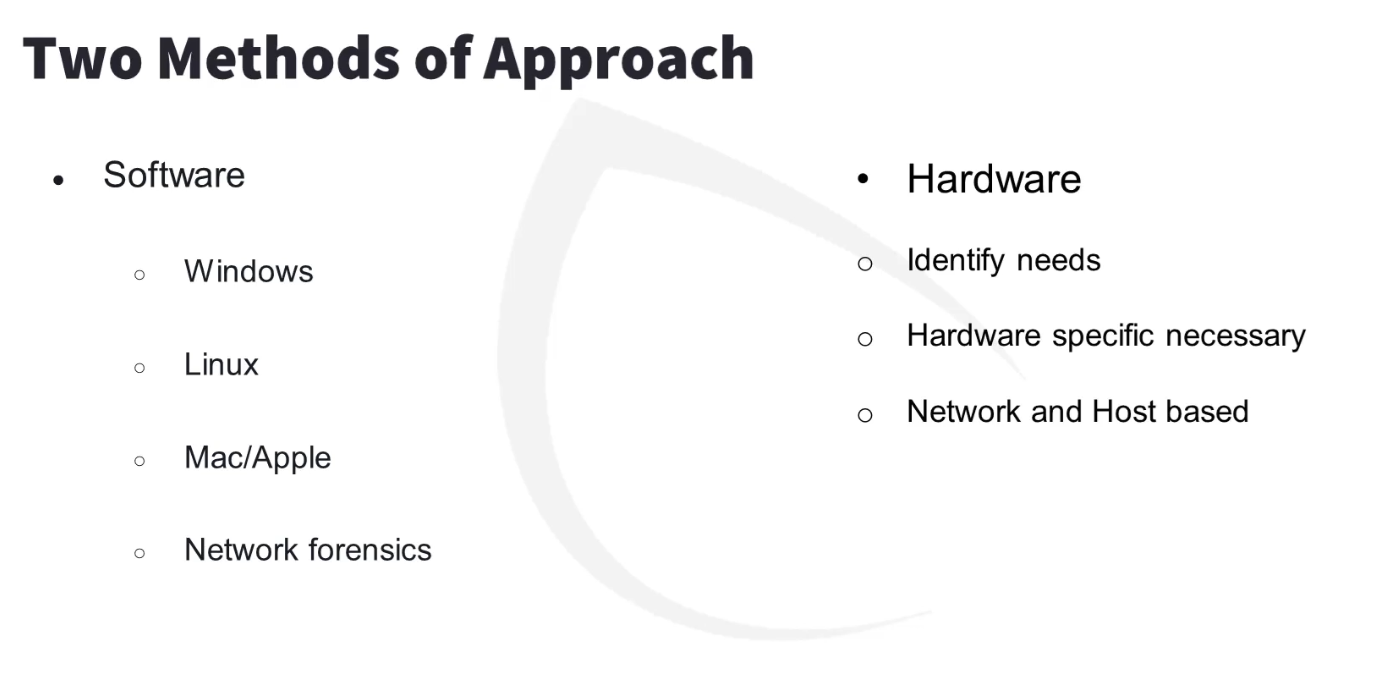 Two Methods of Approach
• Software
○ Windows
○ Linux
○ Mac/Apple
○ Network forensics
• Hardware
○ Identify needs
○ Hardware specific necessary
○ Network and Host based